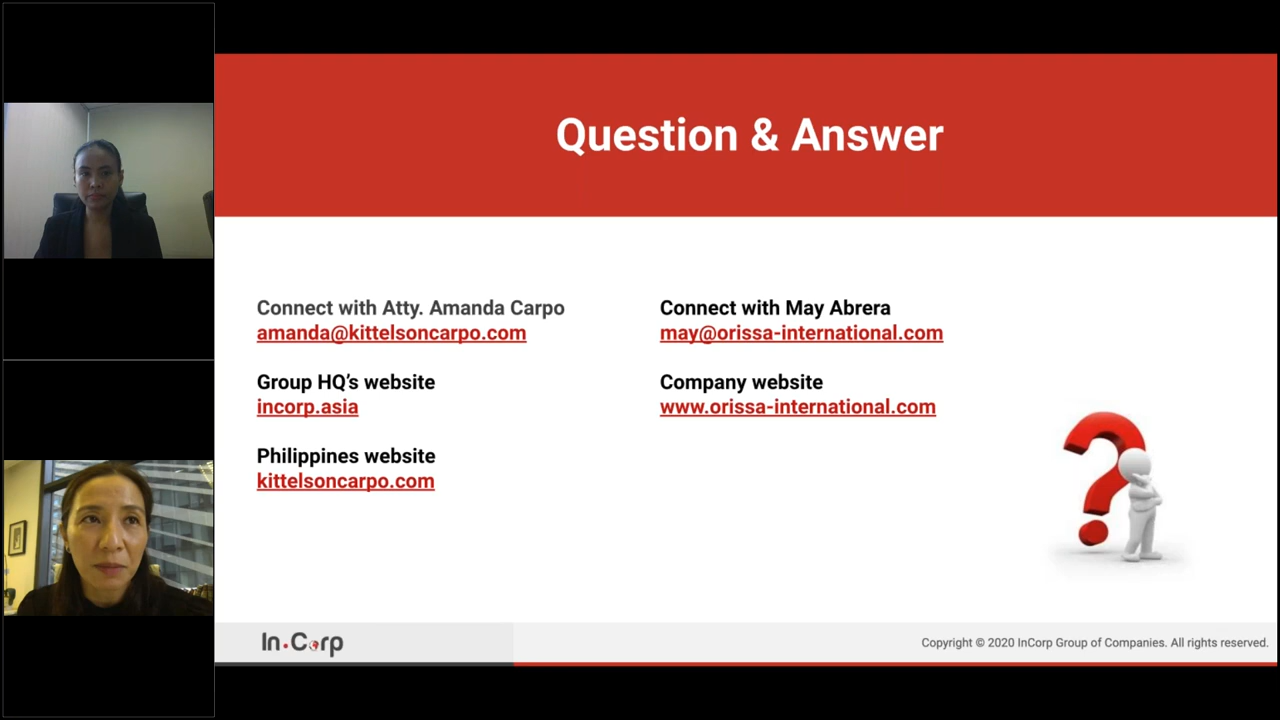 Question & Answer
Connect with Atty. Amanda Carpo
amanda@kittelsoncarpo.com
Group HQ’s website
incorp.asia
Philippines website
kittelsoncarpo.com
Connect with May Abrera
may@orissa-international.com
Company website
www.orissa-international.com
In.Corp
Copyright © 2020 InCorp Group of Companies. All rights reserved.